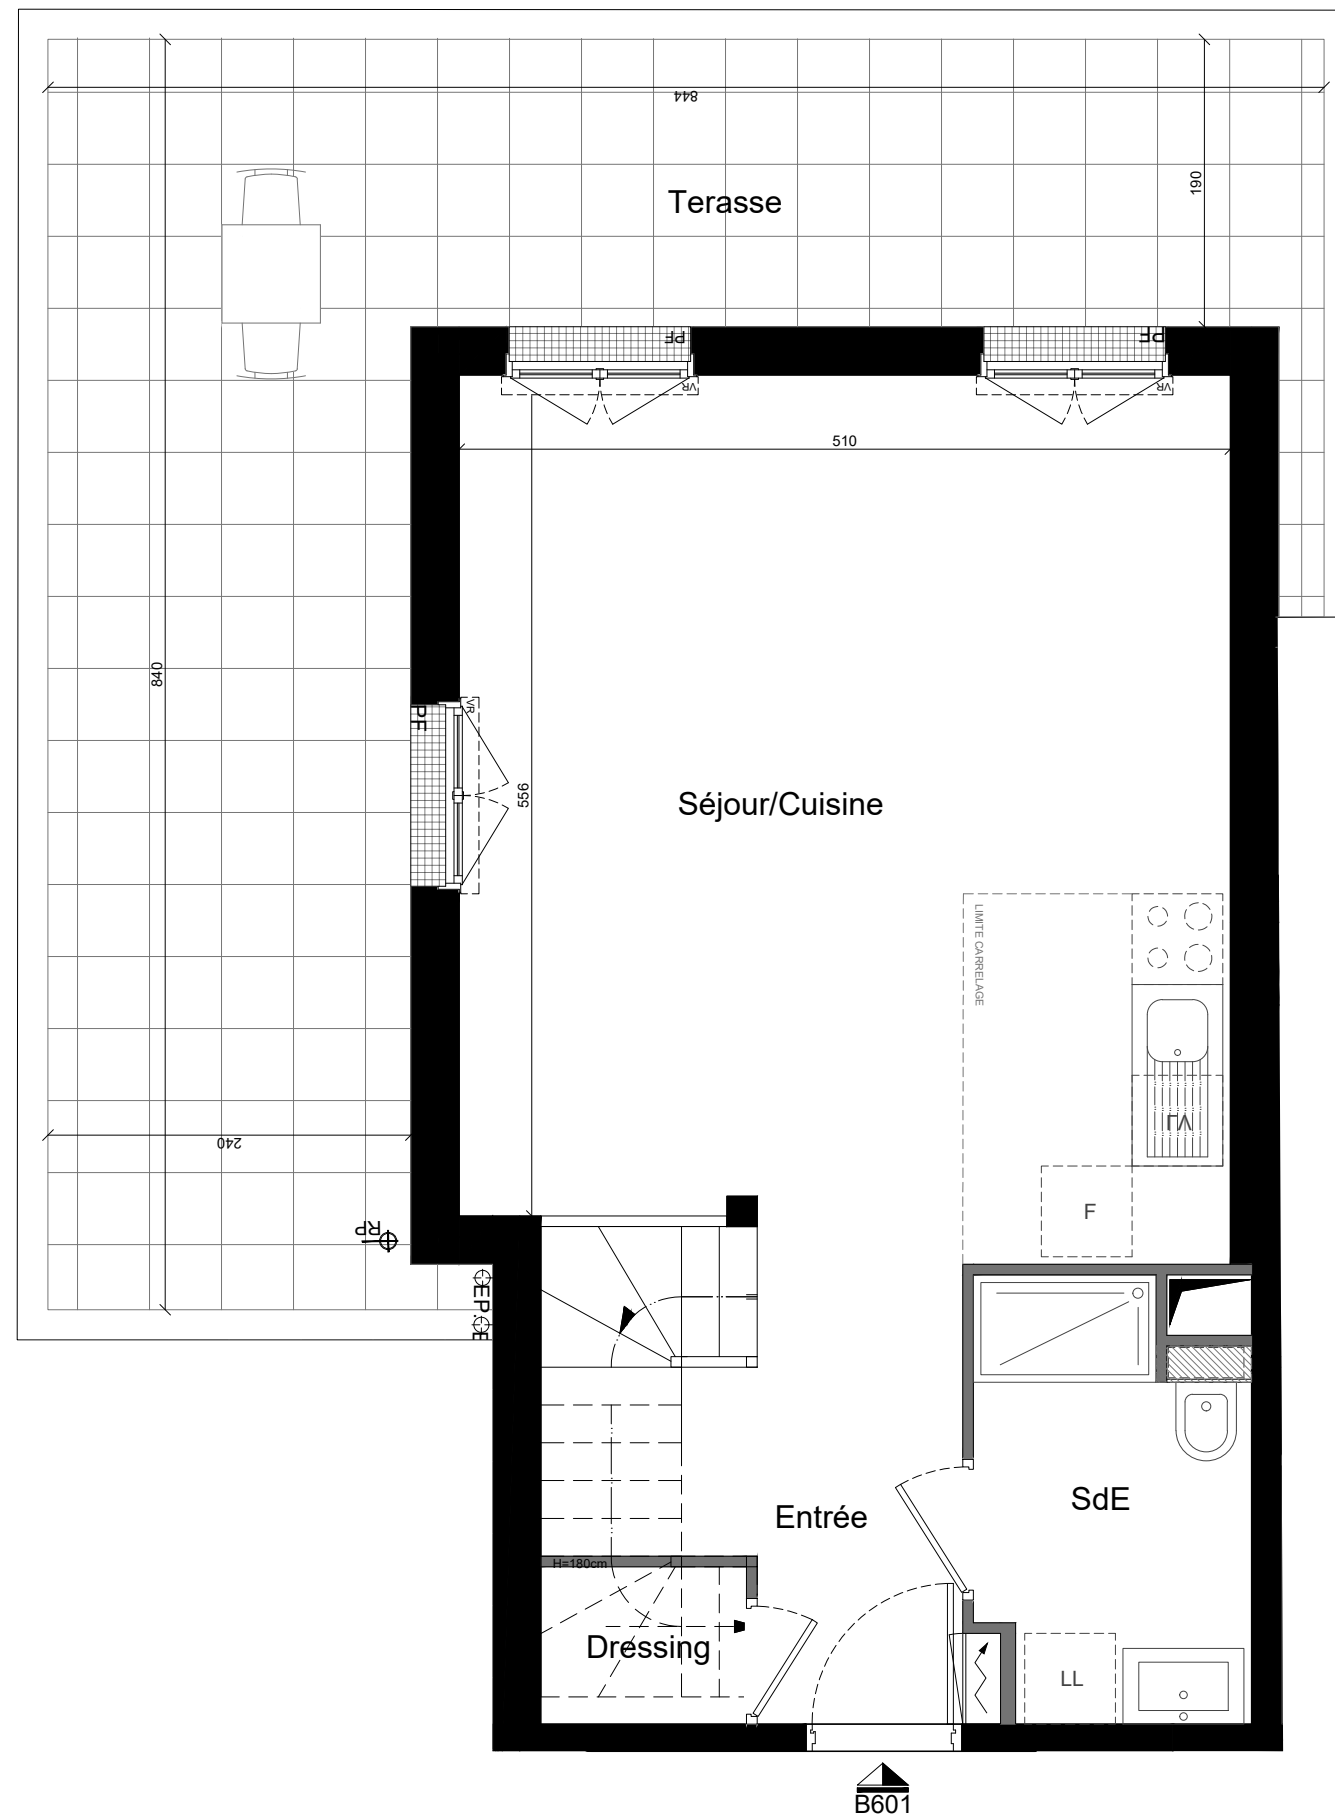 844
190
Terasse
PF
PF
VR
VR
510
840
PF
VR
556
Séjour/Cuisine
LIMITE CARRELAGE
LV
240
F
RP
EP.
Entrée
SdE
H=180cm
Dressing
LL
B601